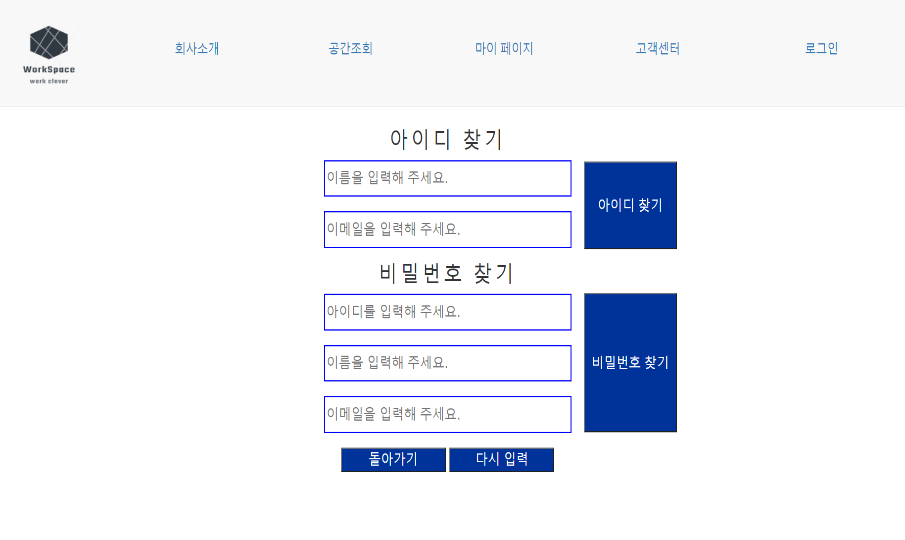 WorkSpace
work clever
회사소개 공간조회 마이 페이지 고객센터 로그인
아이디 찾기
이름을 입력해 주세요.
이메일을 입력해 주세요.
아이디 찾기
비밀번호 찾기
아이디를 입력해 주세요.
이름을 입력해 주세요.
이메일을 입력해 주세요.
비밀번호 찾기
돌아가기 다시 입력